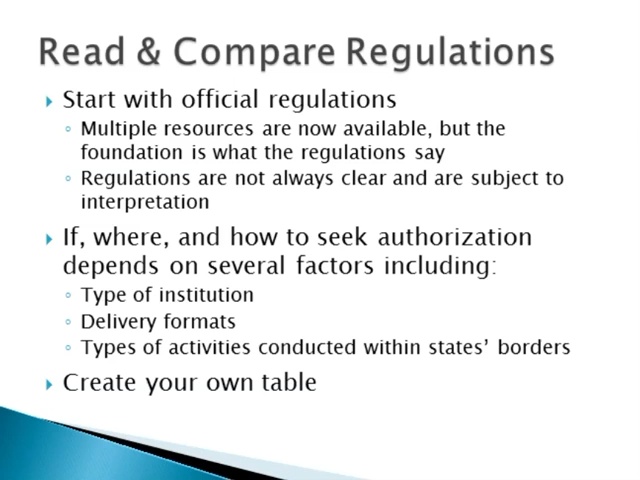 Read & Compare Regulations
Start with official regulations
Multiple resources are now available, but the
foundation is what the regulations say
Regulations are not always clear and are subject to
interpretation
If, where, and how to seek authorization
depends on several factors including:
Type of institution
Delivery formats
Types of activities conducted within states’ borders
Create your own table